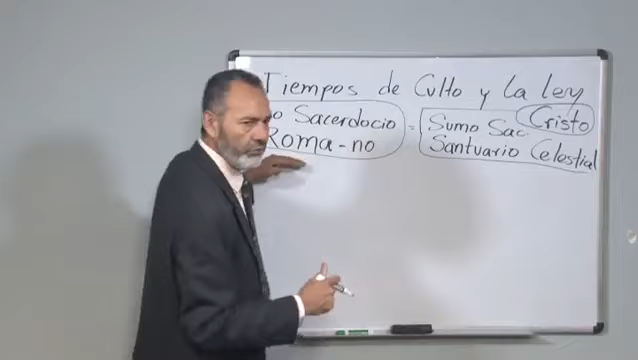 Tiempos de Culto y la Ley
Sacerdocio
Roma-no
= Sumo Sac. Cristo
Santuario Celestial